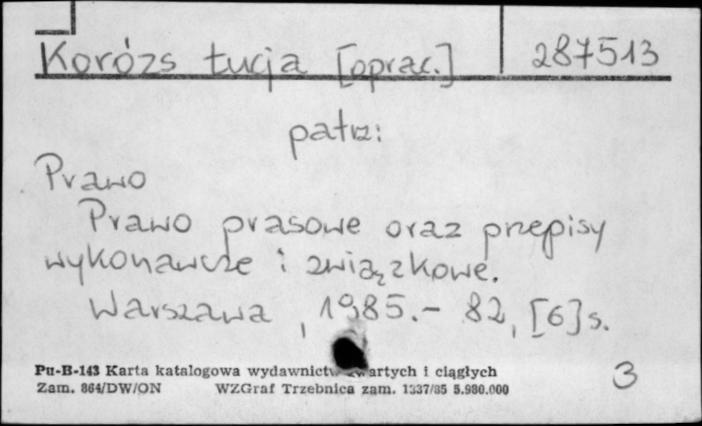 Korózs Łucja [oprac.] 287513
patrz:
Prawo
Prawo prasowe oraz przepisy
wykonawcze i związkowe.
Warszawa, 1985.- 82, [6] s.
Pu-B-143 Karta katalogowa wydawnictw zwartych i ciągłych
Zam. 864/DW/ON WZGraf Trzebnica zam. 1337/85 5.980.000
3